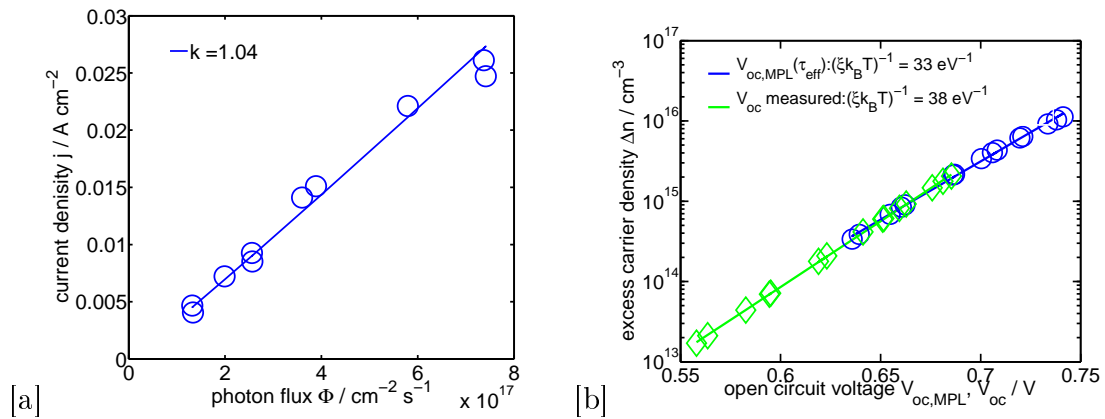 0.03
0.025
0.02
0.015
0.01
0.005
0
current density j / A cm⁻²
k =1.04
0 2 4 6 8
photon flux Φ / cm⁻² s⁻¹
x 10¹⁷
[a]
10¹⁷
10¹⁶
10¹⁵
10¹⁴
10¹³
excess carrier density Δn / cm⁻³
V_oc,MPL(τ_eff):(ξk_BT)⁻¹ = 33 eV⁻¹
V_oc measured:(ξk_BT)⁻¹ = 38 eV⁻¹
0.55 0.6 0.65 0.7 0.75
open circuit voltage V_oc,MPL, V_oc / V
[b]